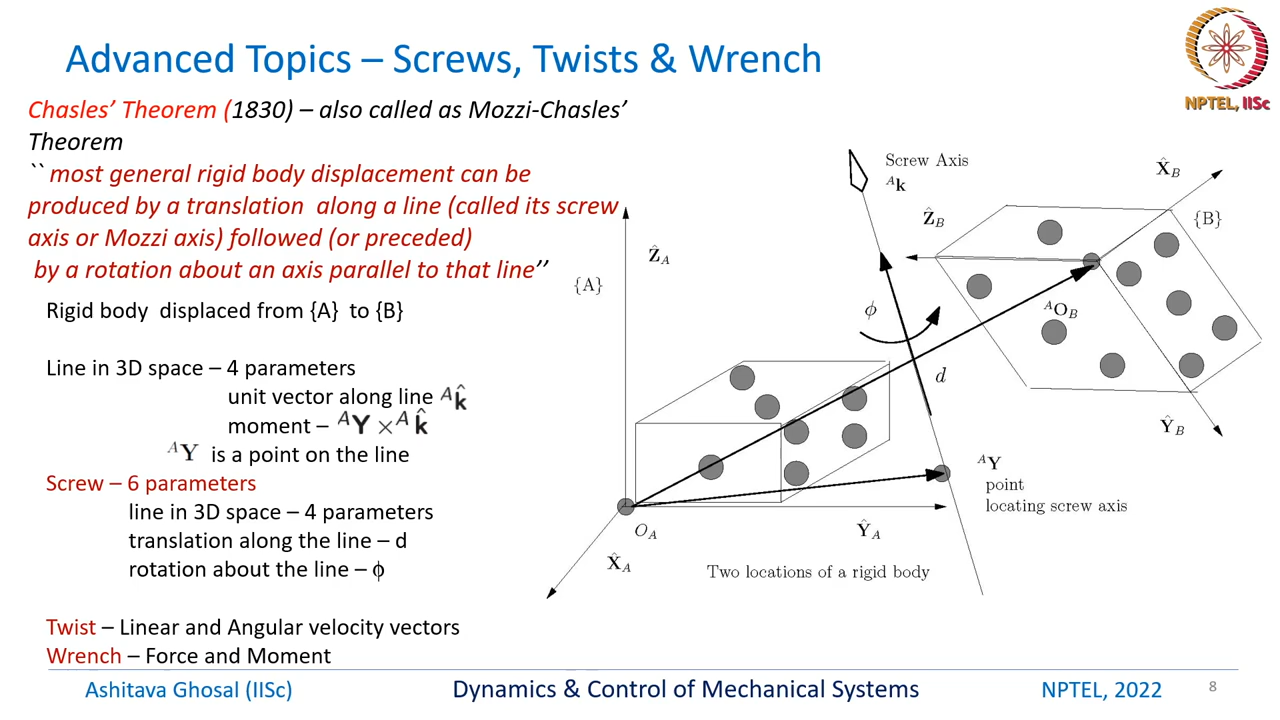 Advanced Topics – Screws, Twists & Wrench
NPTEL, IISc
Chasles’ Theorem (1830) – also called as Mozzi-Chasles’
Theorem
`` most general rigid body displacement can be
produced by a translation along a line (called its screw
axis or Mozzi axis) followed (or preceded)
by a rotation about an axis parallel to that line’’
Rigid body displaced from {A} to {B}
Line in 3D space – 4 parameters
unit vector along line ᴬk̂
moment – ᴬY × ᴬk̂
ᴬY is a point on the line
Screw – 6 parameters
line in 3D space – 4 parameters
translation along the line – d
rotation about the line – ϕ
Twist – Linear and Angular velocity vectors
Wrench – Force and Moment
{A}
Ẑ_A
Screw Axis
ᴬk
X̂_B
Ẑ_B
{B}
ϕ
ᴬO_B
d
Ŷ_B
ᴬY
point
locating screw axis
O_A
Ŷ_A
X̂_A
Two locations of a rigid body
Ashitava Ghosal (IISc)
Dynamics & Control of Mechanical Systems
NPTEL, 2022
8